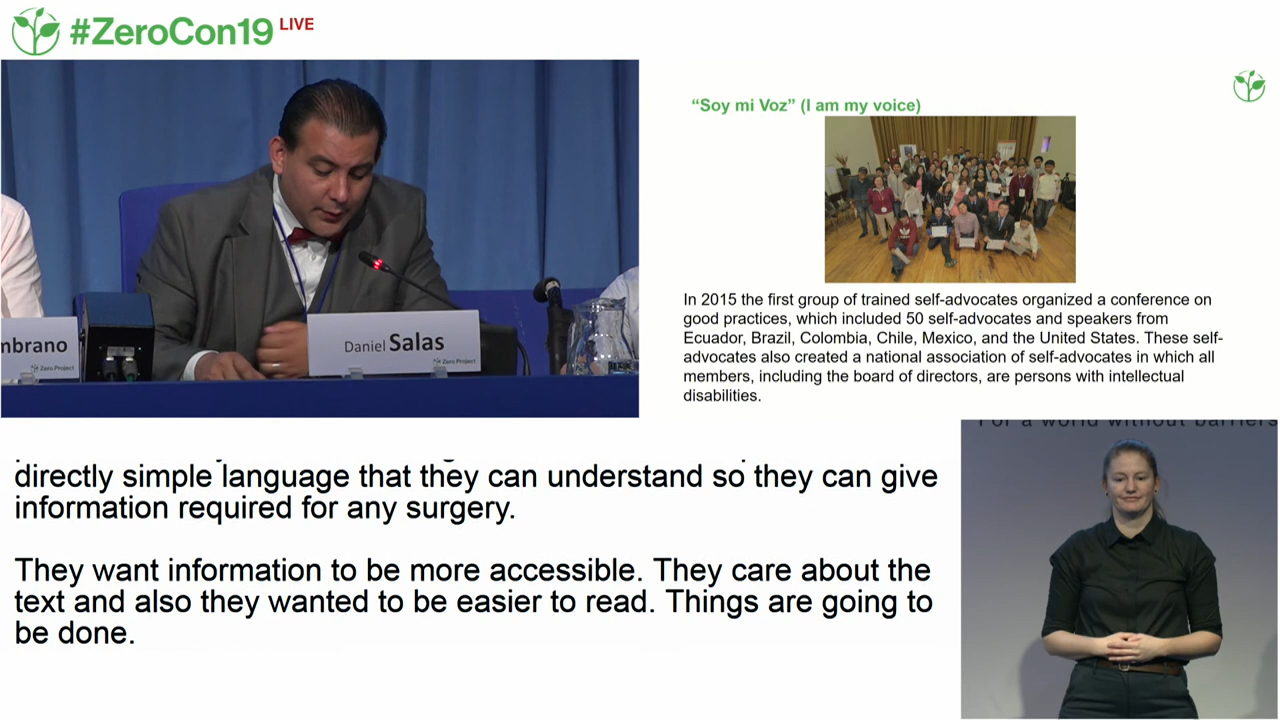 #ZeroCon19 LIVE
mbrano
Zero Project
Daniel Salas
Zero Project
“Soy mi Voz” (I am my voice)
In 2015 the first group of trained self-advocates organized a conference on
good practices, which included 50 self-advocates and speakers from
Ecuador, Brazil, Colombia, Chile, Mexico, and the United States. These self-
advocates also created a national association of self-advocates in which all
members, including the board of directors, are persons with intellectual
disabilities.
directly simple language that they can understand so they can give
information required for any surgery.
They want information to be more accessible. They care about the
text and also they wanted to be easier to read. Things are going to
be done.
For a world without barriers